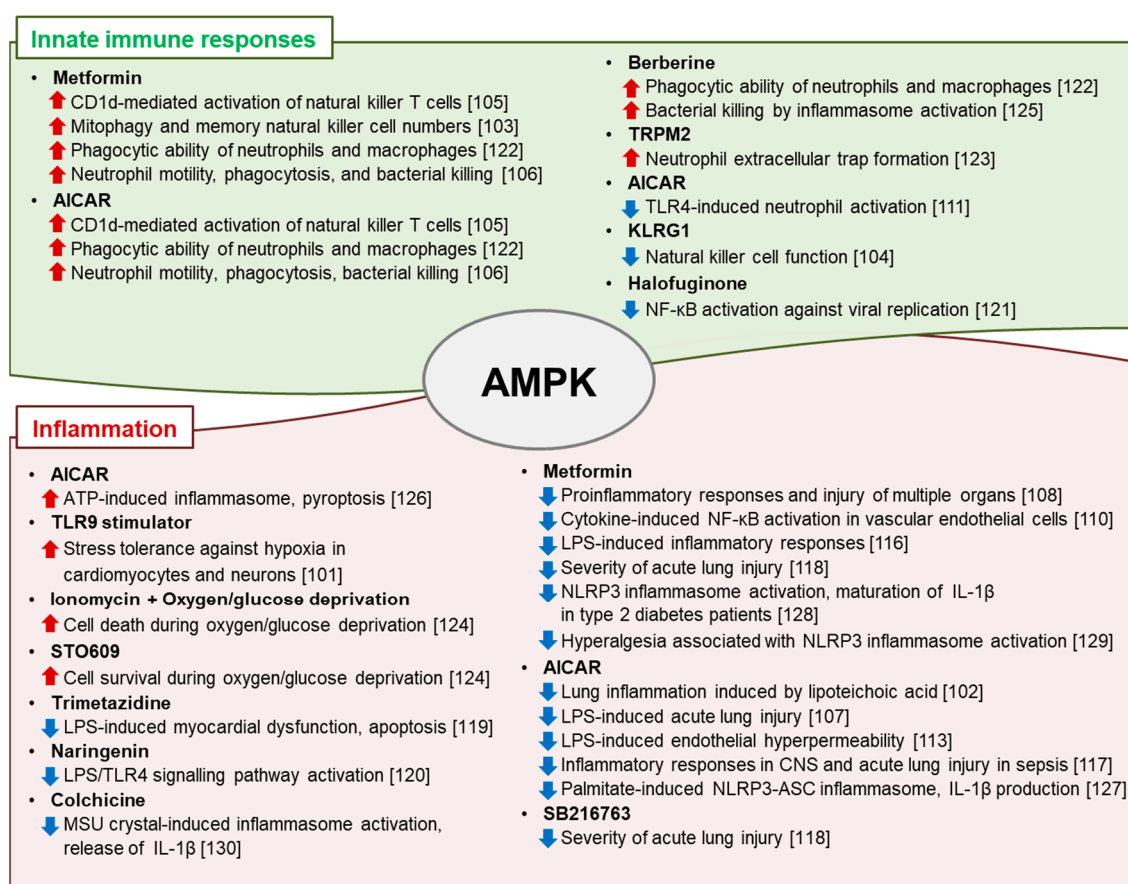 Innate immune responses
• Metformin
CD1d-mediated activation of natural killer T cells [105]
Mitophagy and memory natural killer cell numbers [103]
Phagocytic ability of neutrophils and macrophages [122]
Neutrophil motility, phagocytosis, and bacterial killing [106]
• AICAR
CD1d-mediated activation of natural killer T cells [105]
Phagocytic ability of neutrophils and macrophages [122]
Neutrophil motility, phagocytosis, bacterial killing [106]
• Berberine
Phagocytic ability of neutrophils and macrophages [122]
Bacterial killing by inflammasome activation [125]
• TRPM2
Neutrophil extracellular trap formation [123]
• AICAR
TLR4-induced neutrophil activation [111]
• KLRG1
Natural killer cell function [104]
• Halofuginone
NF-κB activation against viral replication [121]
AMPK
Inflammation
• AICAR
ATP-induced inflammasome, pyroptosis [126]
• TLR9 stimulator
Stress tolerance against hypoxia in
cardiomyocytes and neurons [101]
• Ionomycin + Oxygen/glucose deprivation
Cell death during oxygen/glucose deprivation [124]
• STO609
Cell survival during oxygen/glucose deprivation [124]
• Trimetazidine
LPS-induced myocardial dysfunction, apoptosis [119]
• Naringenin
LPS/TLR4 signalling pathway activation [120]
• Colchicine
MSU crystal-induced inflammasome activation,
release of IL-1β [130]
• Metformin
Proinflammatory responses and injury of multiple organs [108]
Cytokine-induced NF-κB activation in vascular endothelial cells [110]
LPS-induced inflammatory responses [116]
Severity of acute lung injury [118]
NLRP3 inflammasome activation, maturation of IL-1β
in type 2 diabetes patients [128]
Hyperalgesia associated with NLRP3 inflammasome activation [129]
• AICAR
Lung inflammation induced by lipoteichoic acid [102]
LPS-induced acute lung injury [107]
LPS-induced endothelial hyperpermeability [113]
Inflammatory responses in CNS and acute lung injury in sepsis [117]
Palmitate-induced NLRP3-ASC inflammasome, IL-1β production [127]
• SB216763
Severity of acute lung injury [118]